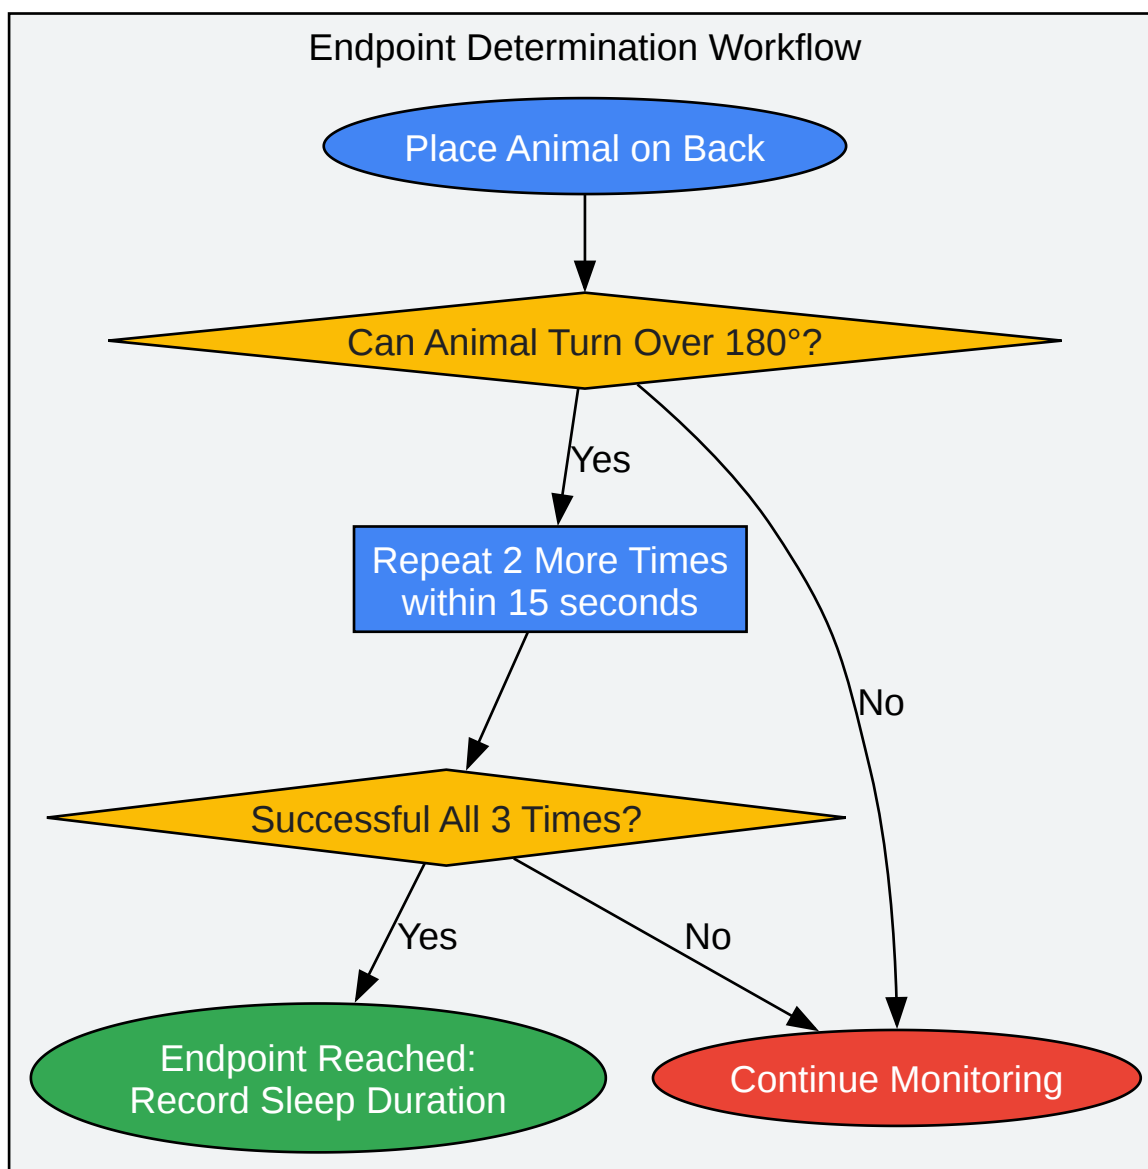 Endpoint Determination Workflow
Place Animal on Back
Can Animal Turn Over 180°?
Yes
Repeat 2 More Times
within 15 seconds
No
Successful All 3 Times?
Yes
No
Endpoint Reached:
Record Sleep Duration
Continue Monitoring